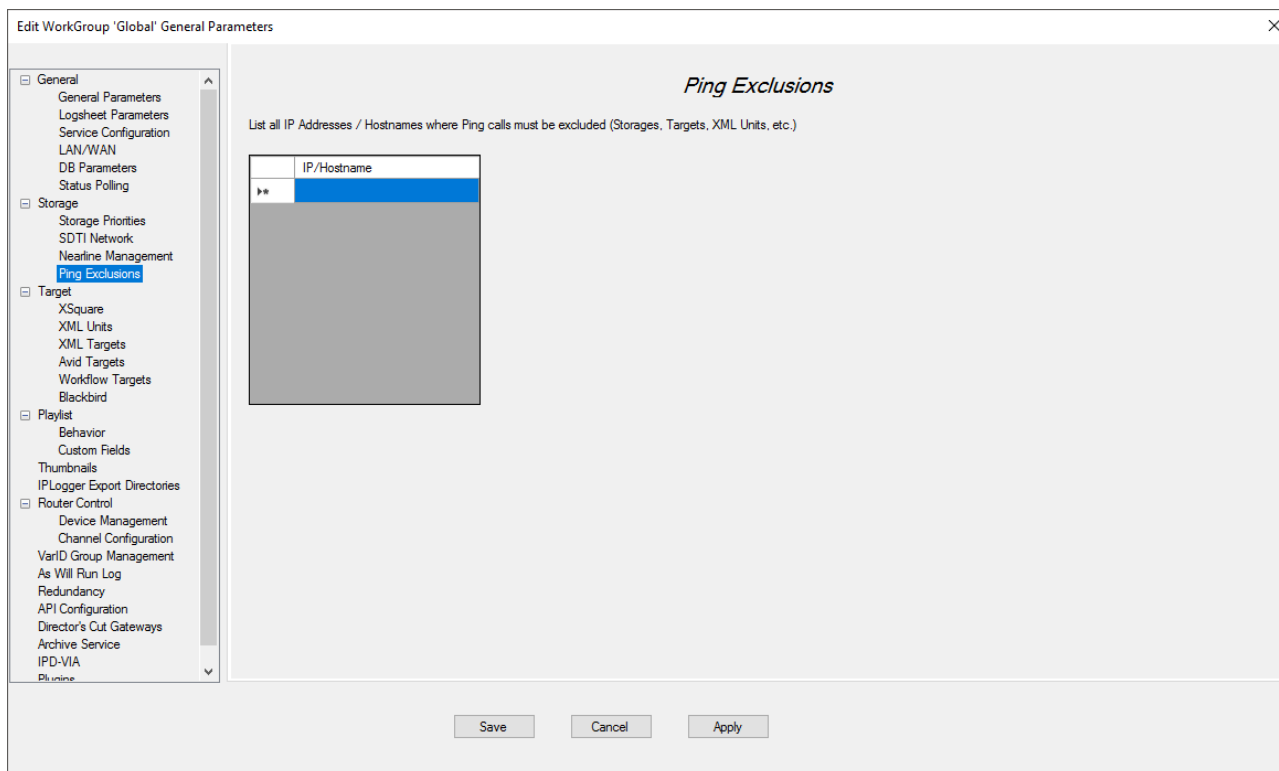 Edit WorkGroup 'Global' General Parameters
General
General Parameters
Logsheet Parameters
Service Configuration
LAN/WAN
DB Parameters
Status Polling
Storage
Storage Priorities
SDTI Network
Nearline Management
Ping Exclusions
Target
XSquare
XML Units
XML Targets
Avid Targets
Workflow Targets
Blackbird
Playlist
Behavior
Custom Fields
Thumbnails
IPLogger Export Directories
Router Control
Device Management
Channel Configuration
VarID Group Management
As Will Run Log
Redundancy
API Configuration
Director's Cut Gateways
Archive Service
IPD-VIA
Plugins
Ping Exclusions
List all IP Addresses / Hostnames where Ping calls must be excluded (Storages, Targets, XML Units, etc.)
IP/Hostname
Save Cancel Apply